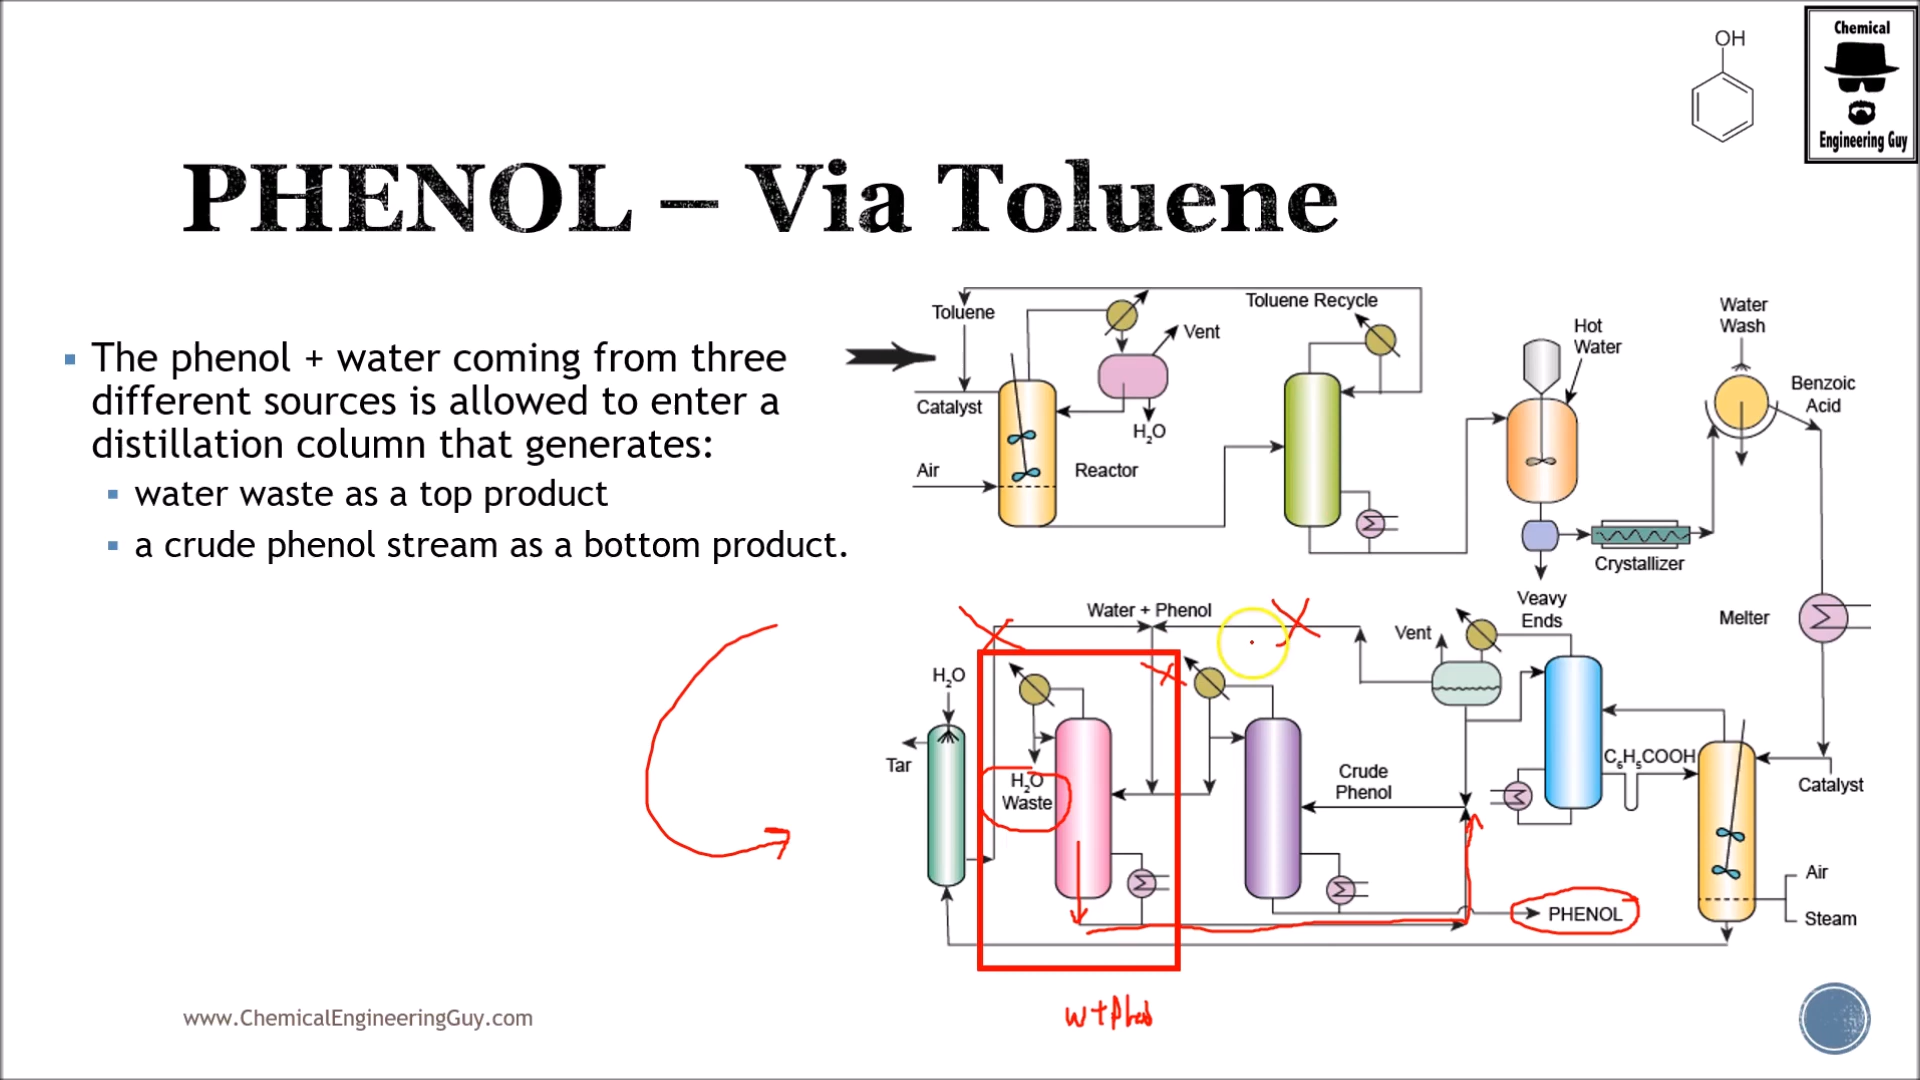 OH
Chemical
Engineering Guy
PHENOL – Via Toluene
▪ The phenol + water coming from three
different sources is allowed to enter a
distillation column that generates:
▪ water waste as a top product
▪ a crude phenol stream as a bottom product.
Toluene
Toluene Recycle
Vent
Catalyst
H₂O
Air
Reactor
Hot
Water
Water
Wash
Benzoic
Acid
Crystallizer
Veavy
Ends
Melter
Water + Phenol
Vent
H₂O
Tar
H₂O
Waste
Crude
Phenol
C₆H₅COOH
Catalyst
Air
Steam
PHENOL
www.ChemicalEngineeringGuy.com